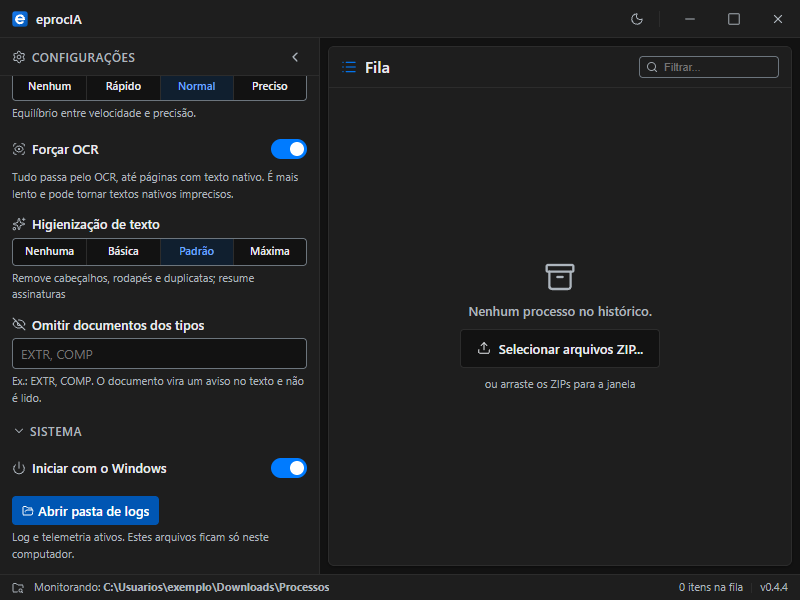 eprocIA
CONFIGURAÇÕES
Nenhum Rápido Normal Preciso
Equilíbrio entre velocidade e precisão.
Forçar OCR
Tudo passa pelo OCR, até páginas com texto nativo. É mais
lento e pode tornar textos nativos imprecisos.
Higienização de texto
Nenhuma Básica Padrão Máxima
Remove cabeçalhos, rodapés e duplicatas; resume
assinaturas
Omitir documentos dos tipos
EXTR, COMP
Ex.: EXTR, COMP. O documento vira um aviso no texto e não
é lido.
SISTEMA
Iniciar com o Windows
Abrir pasta de logs
Log e telemetria ativos. Estes arquivos ficam só neste
computador.
Fila
Filtrar...
Nenhum processo no histórico.
Selecionar arquivos ZIP...
ou arraste os ZIPs para a janela
Monitorando: C:\Usuarios\exemplo\Downloads\Processos
0 itens na fila
v0.4.4